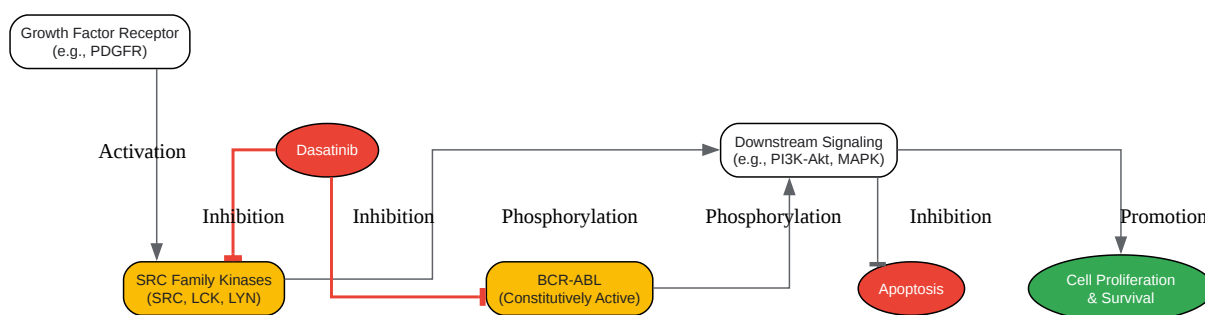 Growth Factor Receptor
(e.g., PDGFR)
Activation
Dasatinib
Downstream Signaling
(e.g., PI3K-Akt, MAPK)
Inhibition
Inhibition
Phosphorylation
Phosphorylation
Inhibition
Promotion
SRC Family Kinases
(SRC, LCK, LYN)
BCR-ABL
(Constitutively Active)
Apoptosis
Cell Proliferation
& Survival